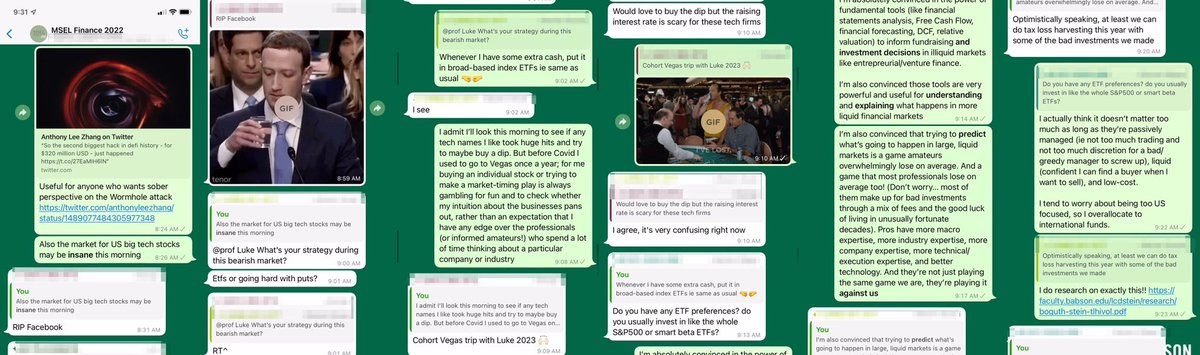 9:31
MSEL Finance 2022
Anthony Lee Zhang on Twitter
"So the second biggest hack in defi history - for
$320 million USD - just happened
https://t.co/27EaMlH6IN"
twitter.com
Useful for anyone who wants sober
perspective on the Wormhole attack
https://twitter.com/anthonyleezhang/
status/1489077484305977348
8:24 AM
Also the market for US big tech stocks
may be insane this morning
8:26 AM
You
Also the market for US big tech stocks may be
insane this morning
RIP Facebook
8:31 AM
RIP Facebook
GIF
tenor
8:59 AM
You
Also the market for US big tech stocks may be
insane this morning
@prof Luke What's your strategy during
this bearish market?
9:00 AM
Etfs or going hard with puts?
9:01 AM
@prof Luke What's your strategy during this
bearish market?
RT^
9:01 AM
@prof Luke What's your strategy during this
bearish market?
Whenever I have some extra cash, put it
in broad-based index ETFs ie same as
usual
9:02 AM
I see
9:02 AM
I admit I'll look this morning to see if any
tech names I like took huge hits and try
to maybe buy a dip. But before Covid I
used to go to Vegas once a year; for me
buying an individual stock or trying to
make a market-timing play is always
gambling for fun and to check whether
my intuition about the businesses pans
out, rather than an expectation that I
have any edge over the professionals
(or informed amateurs!) who spend a lot
of time thinking about a particular
company or industry
9:08 AM
You
I admit I'll look this morning to see if any tech
names I like took huge hits and try to maybe buy
a dip. But before Covid I used to go to Vegas on...
Cohort Vegas trip with Luke 2023
9:09 AM
Would love to buy the dip but the raising
interest rate is scary for these tech firms
9:10 AM
You
Cohort Vegas trip with Luke 2023
GIF
9:10 AM
Would love to buy the dip but the raising interest
rate is scary for these tech firms
I agree, it's very confusing right now
9:10 AM
You
Whenever I have some extra cash, put it in
broad-based index ETFs ie same as usual
Do you have any ETF preferences? do
you usually invest in like the whole
S&P500 or smart beta ETFs?
9:13 AM
I'm absolutely convinced in the power of
fundamental tools (like financial
statements analysis, Free Cash Flow,
financial forecasting, DCF, relative
valuation) to inform fundraising and
investment decisions in illiquid markets
like entrepreurial/venture finance.
I'm also convinced those tools are very
powerful and useful for understanding
and explaining what happens in more
liquid financial markets
9:14 AM
I'm also convinced that trying to predict
what's going to happen in large, liquid
markets is a game amateurs
overwhelmingly lose on average. And a
game that most professionals lose on
average too! (Don't worry... most of
them make up for bad investments
through a mix of fees and the good luck
of living in unusually fortunate
decades). Pros have more macro
expertise, more industry expertise, more
company expertise, more technical/
execution expertise, and better
technology. And they're not just playing
the same game we are, they're playing it
against us
9:17 AM
You
I'm also convinced that trying to predict what's
going to happen in large, liquid markets is a game
amateurs overwhelmingly lose on average. And...
Optimistically speaking, at least we can
do tax loss harvesting this year with
some of the bad investments we made
9:20 AM
Do you have any ETF preferences? do you
usually invest in like the whole S&P500 or smart beta
ETFs?
I actually think it doesn't matter too
much as long as they're passively
managed (ie not too much trading and
not too much discretion for a bad/
greedy manager to screw up), liquid
(confident I can find a buyer when I
want to sell), and low-cost.
I tend to worry about being too US
focused, so I overallocate to
international funds.
9:22 AM
Optimistically speaking, at least we can do tax
loss harvesting this year with some of the bad
investments we made
I do research on exactly this!! https://
faculty.babson.edu/lcdstein/research/
boguth-stein-tihivol.pdf
9:23 AM
You